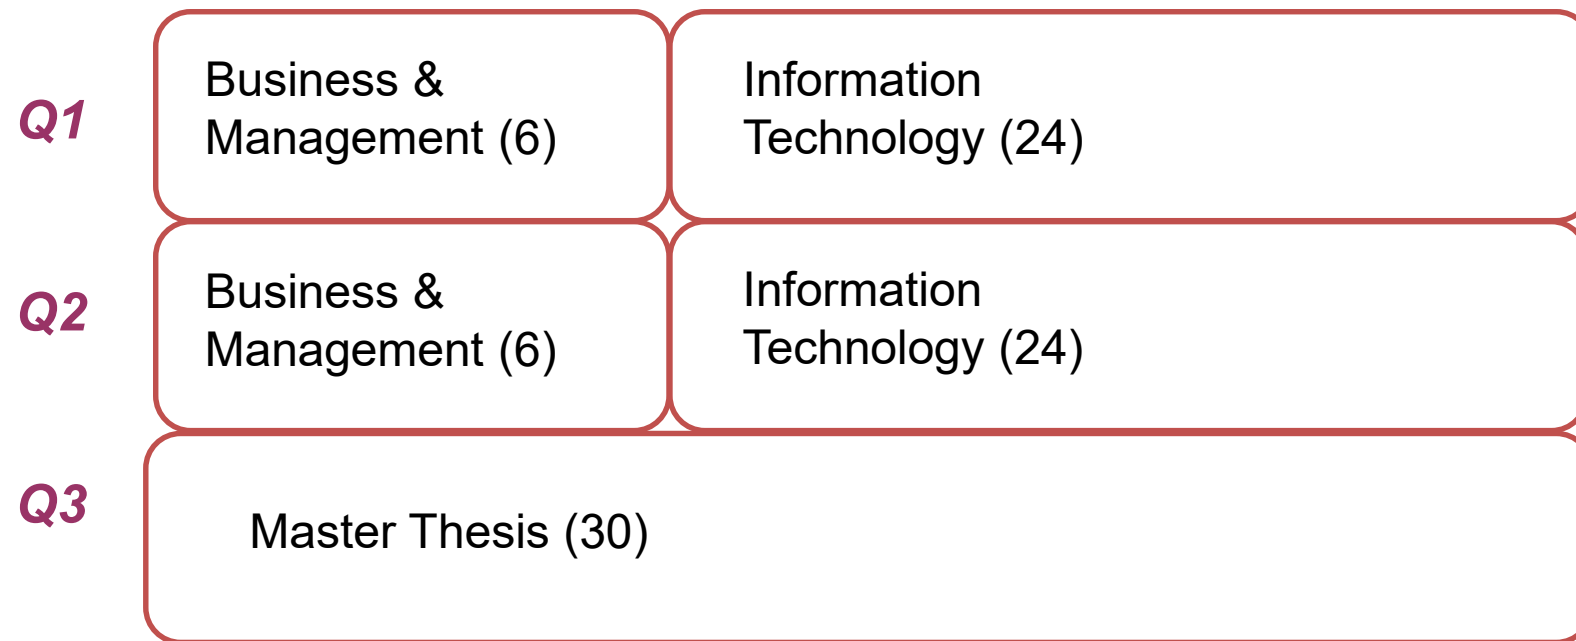 Q1
Business &
Management (6)
Information
Technology (24)
Q2
Business &
Management (6)
Information
Technology (24)
Q3
Master Thesis (30)